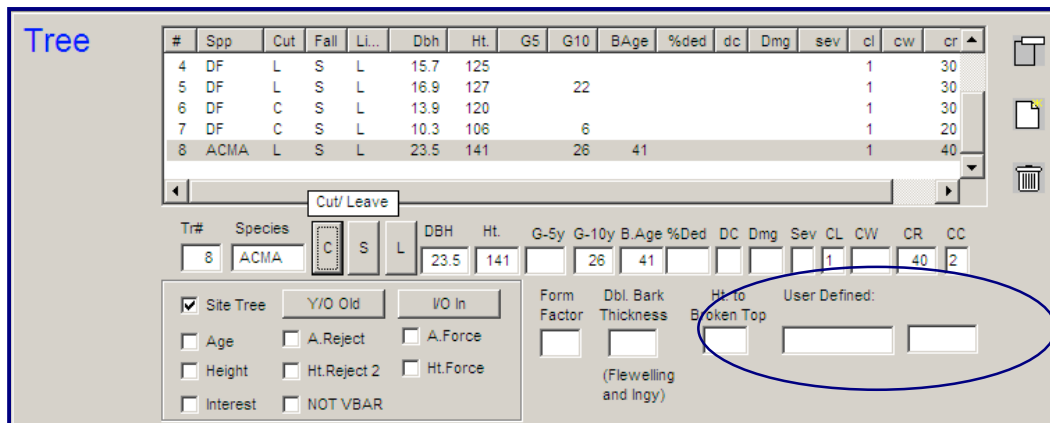 Tree
# Spp Cut Fall Li... Dbh Ht. G5 G10 BAge %ded dc Dmg sev cl cw cr
4 DF L S L 15.7 125 1 30
5 DF L S L 16.9 127 22 1 30
6 DF C S L 13.9 120 1 30
7 DF C S L 10.3 106 6 1 20
8 ACMA L S L 23.5 141 26 41 1 40
Cut/ Leave
Tr# Species DBH Ht. G-5y G-10y B.Age %Ded DC Dmg Sev CL CW CR CC
8 ACMA C S L 23.5 141 26 41 1 40 2
Site Tree Y/O Old I/O In
Age A.Reject A.Force
Height Ht.Reject 2 Ht.Force
Interest NOT VBAR
Form Dbl. Bark Ht. to User Defined:
Factor Thickness Broken Top
(Flewelling
and Ingy)